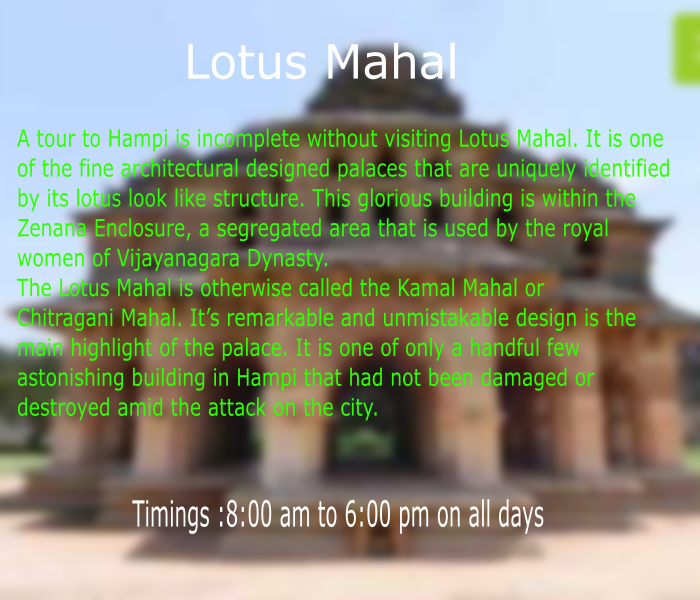 Lotus Mahal
A tour to Hampi is incomplete without visiting Lotus Mahal. It is one
of the fine architectural designed palaces that are uniquely identified
by its lotus look like structure. This glorious building is within the
Zenana Enclosure, a segregated area that is used by the royal
women of Vijayanagara Dynasty.
The Lotus Mahal is otherwise called the Kamal Mahal or
Chitragani Mahal. It’s remarkable and unmistakable design is the
main highlight of the palace. It is one of only a handful few
astonishing building in Hampi that had not been damaged or
destroyed amid the attack on the city.
Timings :8:00 am to 6:00 pm on all days